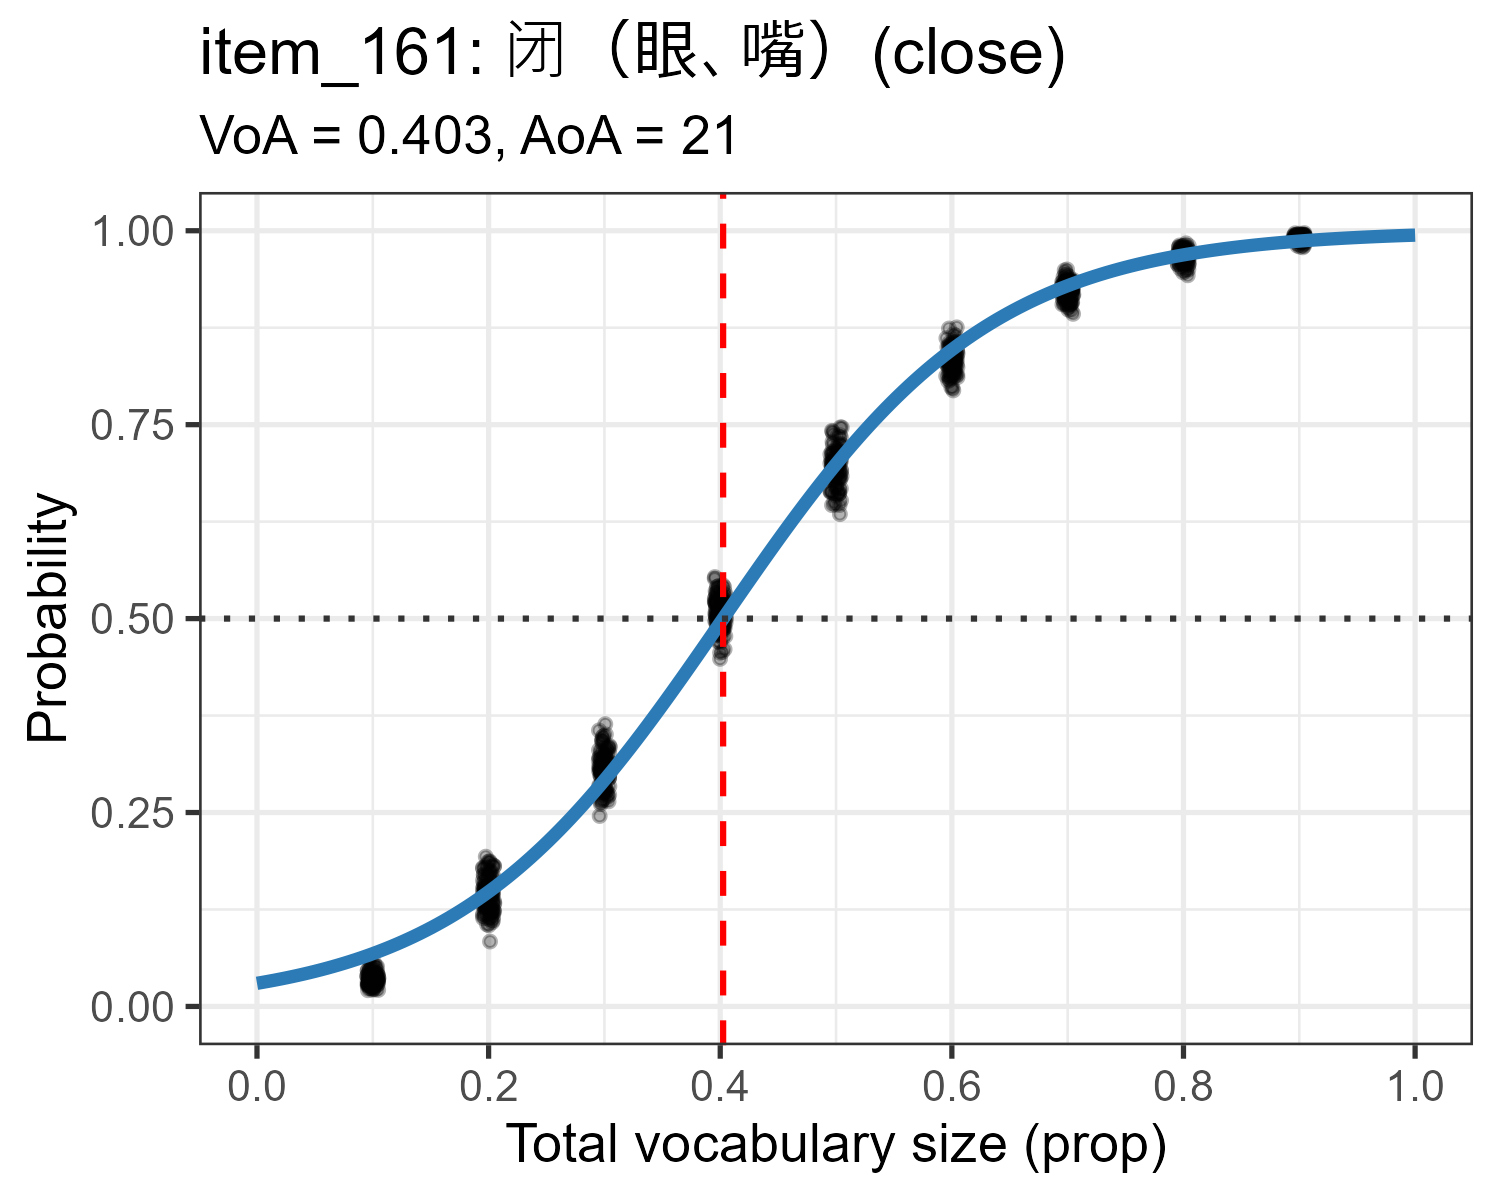 item_161: 闭（眼、嘴）(close)
VoA = 0.403, AoA = 21
1.00
0.75
0.50
0.25
0.00
Probability
0.0 0.2 0.4 0.6 0.8 1.0
Total vocabulary size (prop)